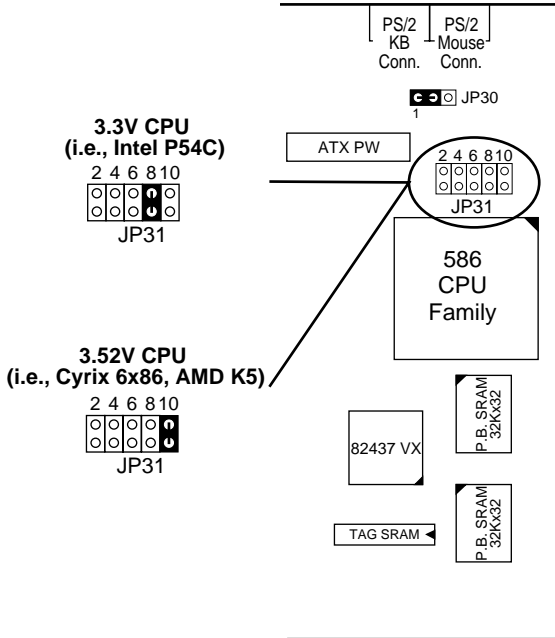 PS/2
KB
Conn.
PS/2
Mouse
Conn.
JP30
1
3.3V CPU
(i.e., Intel P54C)
2 4 6 8 10
JP31
ATX PW
2 4 6 8 10
JP31
586
CPU
Family
3.52V CPU
(i.e., Cyrix 6x86, AMD K5)
2 4 6 8 10
JP31
82437 VX
P.B. SRAM
32Kx32
TAG SRAM
P.B. SRAM
32Kx32